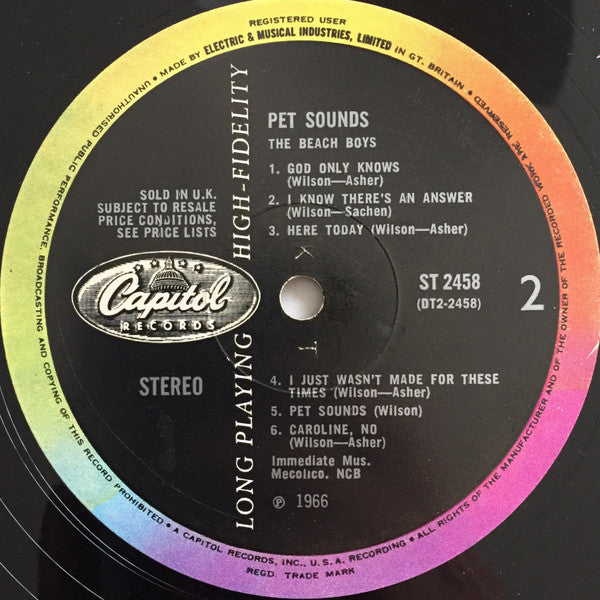 REGISTERED USER
• MADE BY ELECTRIC & MUSICAL INDUSTRIES, LIMITED IN GT. BRITAIN •
ALL RIGHTS OF THE MANUFACTURER AND OF THE OWNER OF THE RECORDED WORK ARE RESERVED
UNAUTHORISED PUBLIC PERFORMANCE, BROADCASTING AND COPYING OF THIS RECORD PROHIBITED •
A CAPITOL RECORDS, INC., U.S.A. RECORDING •
REGD. TRADE MARK
LONG PLAYING HIGH-FIDELITY
PET SOUNDS
THE BEACH BOYS
1. GOD ONLY KNOWS
(Wilson—Asher)
2. I KNOW THERE'S AN ANSWER
(Wilson—Sachen)
3. HERE TODAY (Wilson—Asher)
SOLD IN U.K.
SUBJECT TO RESALE
PRICE CONDITIONS,
SEE PRICE LISTS
K T
Capitol
RECORDS
ST 2458
(DT2-2458)
2
STEREO
4. I JUST WASN'T MADE FOR THESE
TIMES (Wilson—Asher)
5. PET SOUNDS (Wilson)
6. CAROLINE, NO
(Wilson—Asher)
Immediate Mus.
Mecolico. NCB
℗ 1966